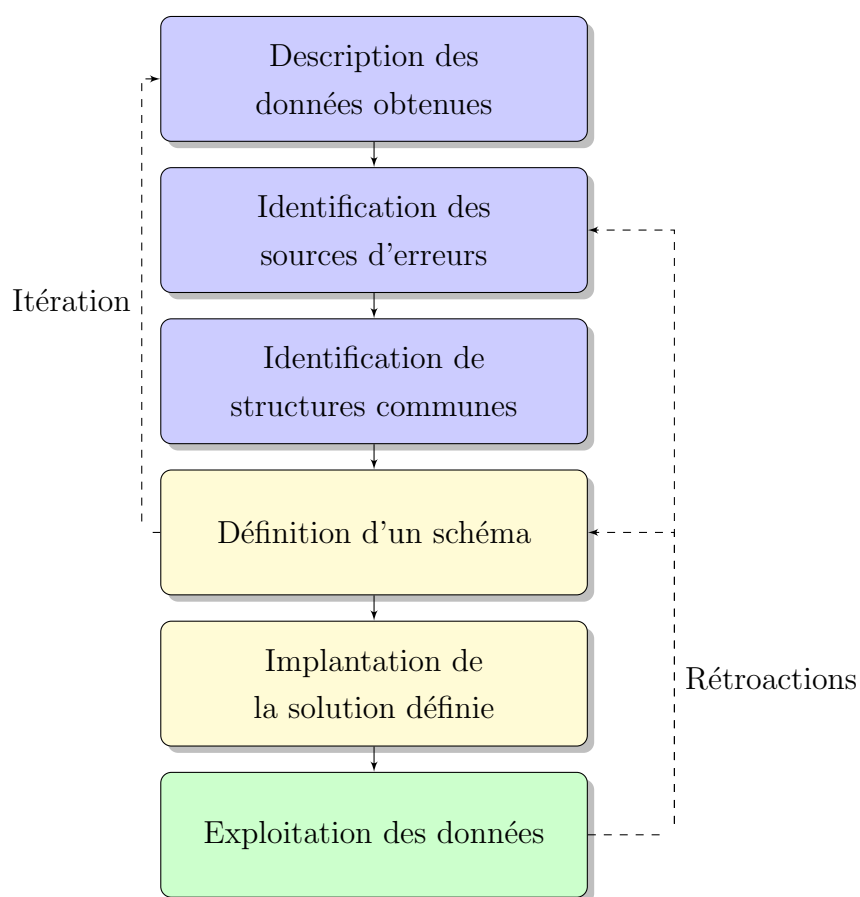 Description des
données obtenues
Identification des
sources d'erreurs
Itération
Identification de
structures communes
Définition d'un schéma
Implantation de
la solution définie
Rétroactions
Exploitation des données